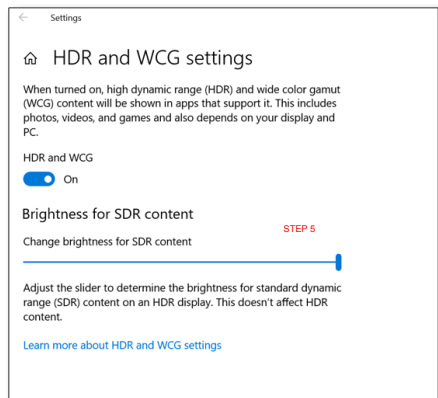 Settings
HDR and WCG settings
When turned on, high dynamic range (HDR) and wide color gamut
(WCG) content will be shown in apps that support it. This includes
photos, videos, and games and also depends on your display and
PC.
HDR and WCG
On
Brightness for SDR content
STEP 5
Change brightness for SDR content
Adjust the slider to determine the brightness for standard dynamic
range (SDR) content on an HDR display. This doesn't affect HDR
content.
Learn more about HDR and WCG settings